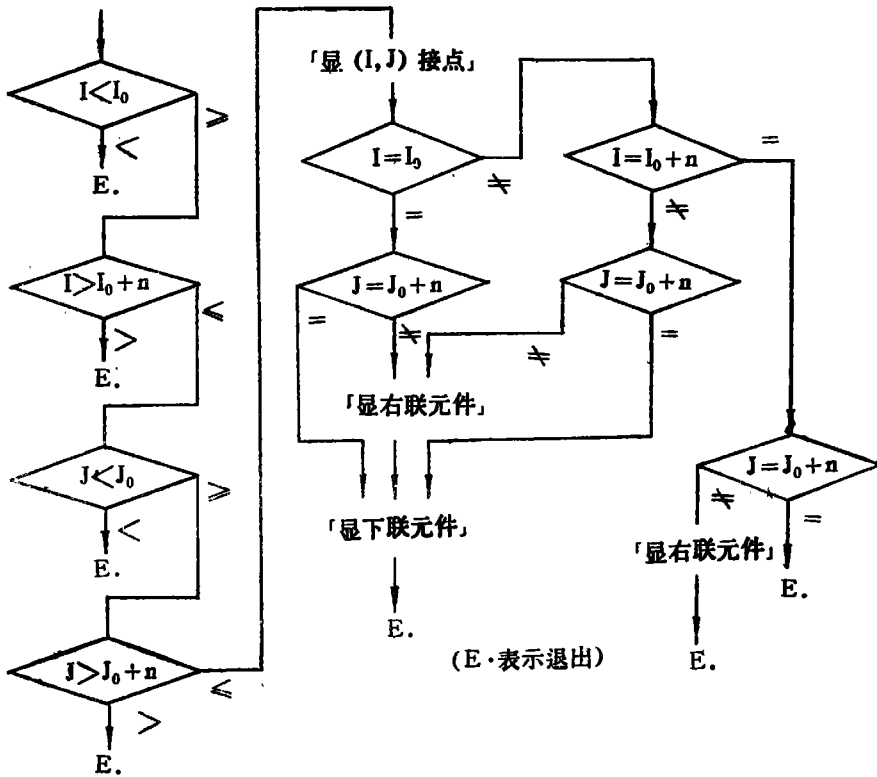 I<I₀
≥
<
E.
I>I₀+n
≤
>
E.
J<J₀
≥
<
E.
J>J₀+n
≤
>
E.
「显 (I,J) 接点」
I=I₀
≠
=
I=I₀+n
=
≠
J=J₀+n
=
≠
J=J₀+n
≠
=
「显右联元件」
「显下联元件」
E.
J=J₀+n
≠
=
「显右联元件」
E.
E.
(E·表示退出)